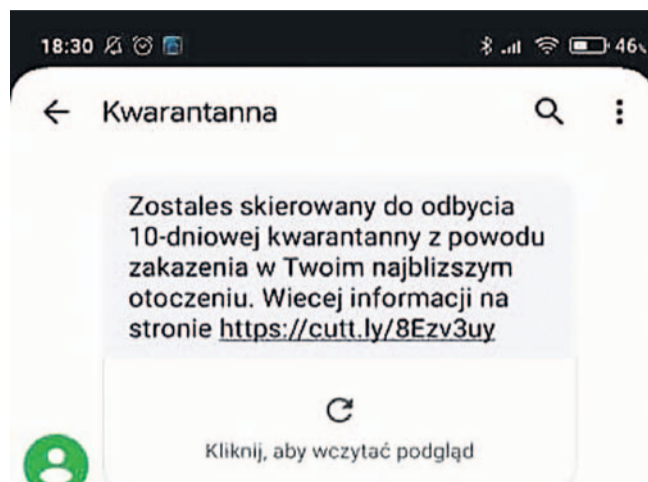 18:30 46
Kwarantanna
Zostales skierowany do odbycia
10-dniowej kwarantanny z powodu
zakazenia w Twoim najblizszym
otoczeniu. Wiecej informacji na
stronie https://cutt.ly/8Ezv3uy
Kliknij, aby wczytać podgląd